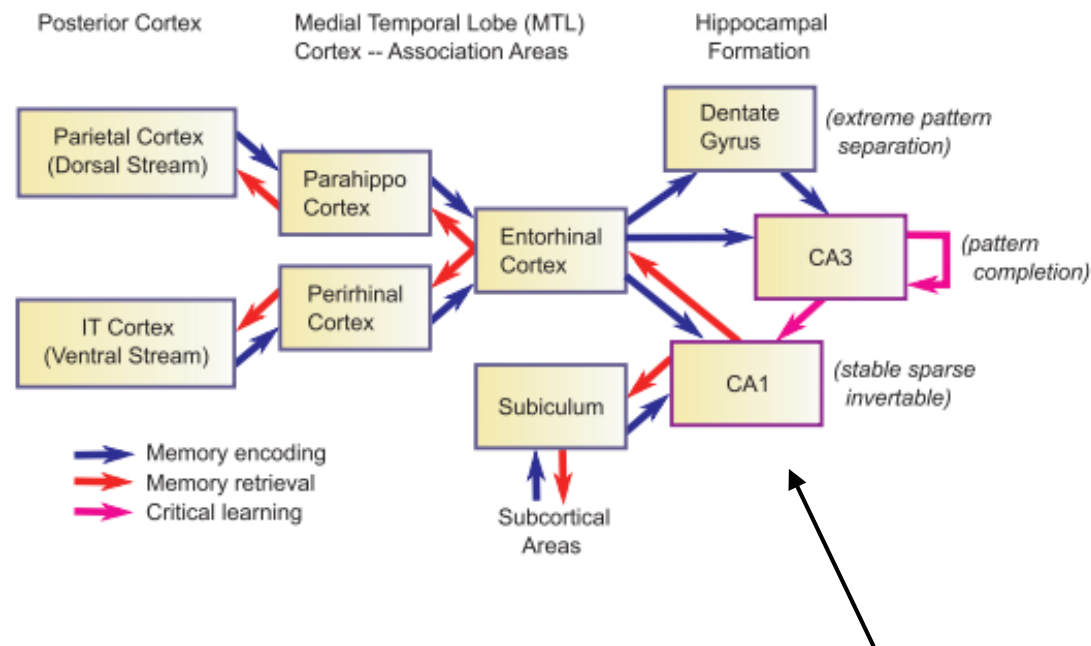 Posterior Cortex
Medial Temporal Lobe (MTL)
Cortex -- Association Areas
Hippocampal
Formation
Parietal Cortex
(Dorsal Stream)
Parahippo
Cortex
Dentate
Gyrus
(extreme pattern
separation)
Entorhinal
Cortex
CA3
(pattern
completion)
IT Cortex
(Ventral Stream)
Perirhinal
Cortex
Subiculum
CA1
(stable sparse
invertable)
Memory encoding
Memory retrieval
Critical learning
Subcortical
Areas